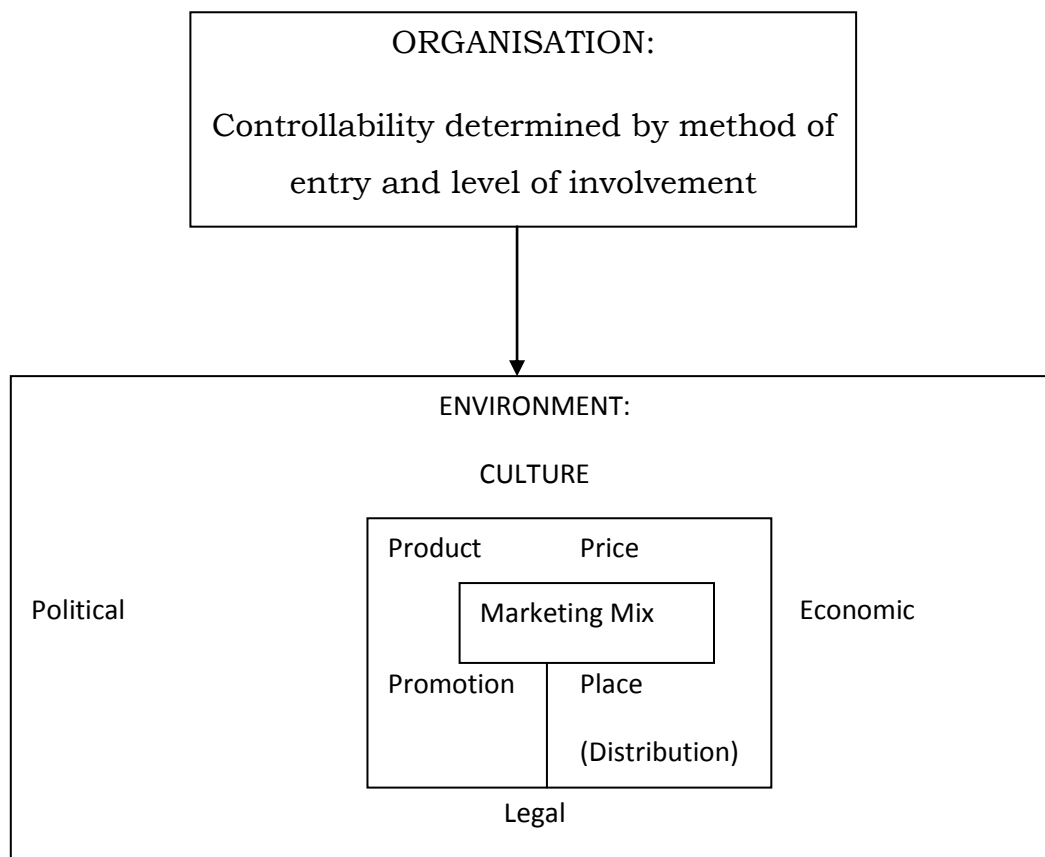 ORGANISATION:
Controllability determined by method of
entry and level of involvement
ENVIRONMENT:
CULTURE
Product Price
Political Marketing Mix Economic
Promotion Place
(Distribution)
Legal